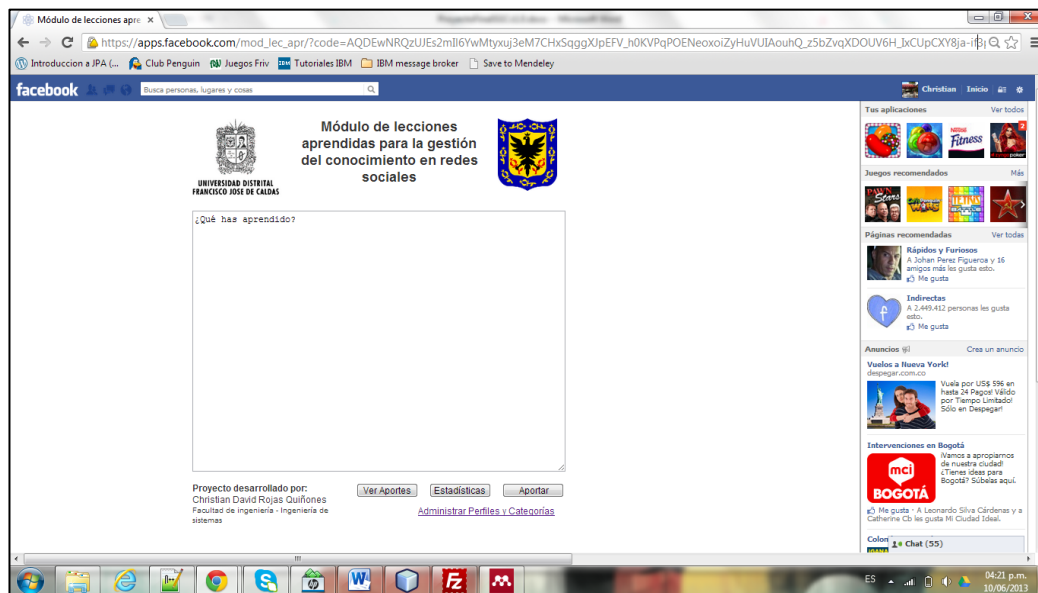 Módulo de lecciones apre ×
https://apps.facebook.com/mod_lec_apr/?code=
Introduccion a JPA (...
Club Penguin
Juegos Friv
Tutoriales IBM
IBM message broker
Save to Mendeley
facebook
Busca personas, lugares y cosas
Christian
Inicio
UNIVERSIDAD DISTRITAL
FRANCISCO JOSE DE CALDAS
Módulo de lecciones
aprendidas para la gestión
del conocimiento en redes
sociales
¿Qué has aprendido?
Proyecto desarrollado por:
Christian David Rojas Quiñones
Facultad de ingeniería - Ingeniería de
sistemas
Ver Aportes
Estadísticas
Aportar
Administrar Perfiles y Categorías
Tus aplicaciones
Ver todos
Fitness
poker
Juegos recomendados
Más
PAWN
Stars
TETRIS
Páginas recomendadas
Ver todas
Rápidos y Furiosos
A Johan Perez Figueroa y 16
amigos más les gusta esto.
Me gusta
Indirectas
A 2.449.412 personas les gusta
esto.
Me gusta
Anuncios
Crea un anuncio
Vuelos a Nueva York!
despegar.com.co
Vuela por US$ 596 en
hasta 24 Pagos! Válido
por Tiempo Limitado!
Sólo en Despegar!
Intervenciones en Bogotá
mci
BOGOTÁ
¡Vamos a apropiarnos
de nuestra ciudad!
¿Tienes ideas para
Bogotá? Súbelas aquí.
Me gusta · A Leonardo Silva Cárdenas y a
Catherine Cb les gusta Mi Ciudad Ideal.
Colom
Chat (55)
ES
04:21 p.m.
10/06/2013